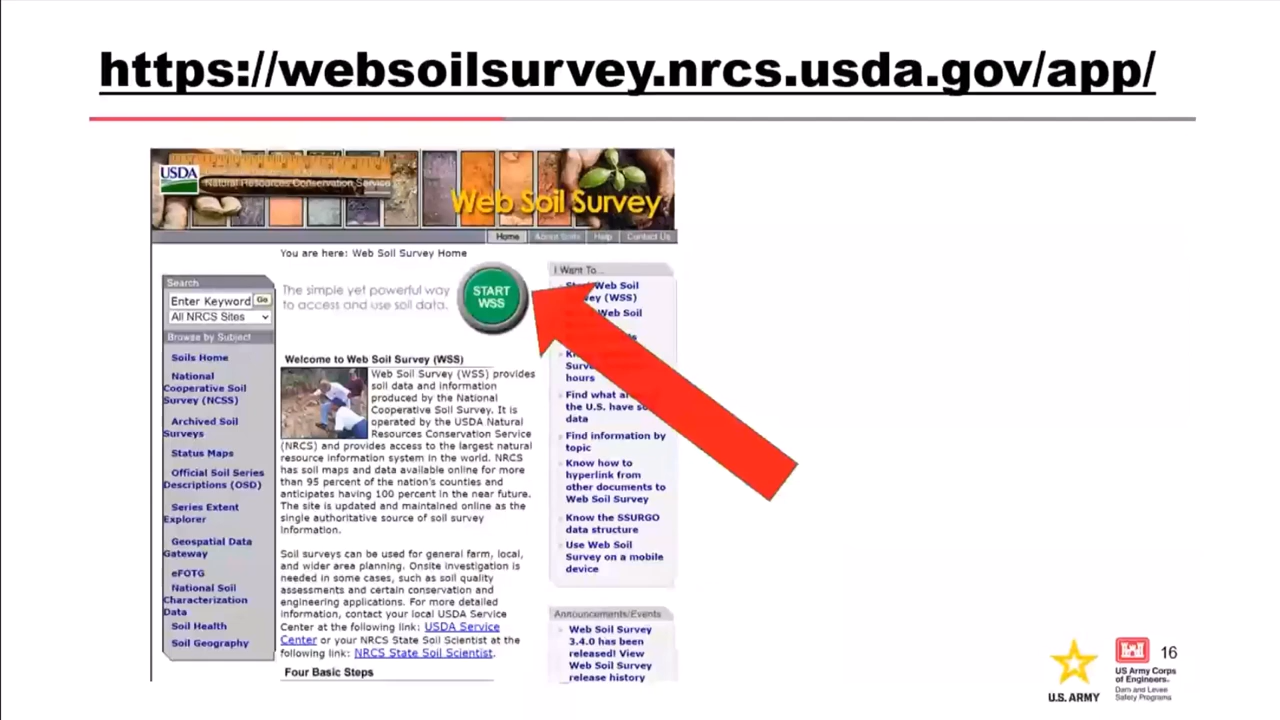 https://websoilsurvey.nrcs.usda.gov/app/
USDA
Natural Resources Conservation Service
Web Soil Survey
Home
About Soils
Help
Contact Us
You are here: Web Soil Survey Home
Search
Enter Keyword
Go
All NRCS Sites
Browse by Subject
Soils Home
National
Cooperative Soil
Survey (NCSS)
Archived Soil
Surveys
Status Maps
Official Soil Series
Descriptions (OSD)
Series Extent
Explorer
Geospatial Data
Gateway
eFOTG
National Soil
Characterization
Data
Soil Health
Soil Geography
The simple yet powerful way
to access and use soil data.
START
WSS
Welcome to Web Soil Survey (WSS)
Web Soil Survey (WSS) provides
soil data and information
produced by the National
Cooperative Soil Survey. It is
operated by the USDA Natural
Resources Conservation Service
(NRCS) and provides access to the largest natural
resource information system in the world. NRCS
has soil maps and data available online for more
than 95 percent of the nation's counties and
anticipates having 100 percent in the near future.
The site is updated and maintained online as the
single authoritative source of soil survey
information.
Soil surveys can be used for general farm, local,
and wider area planning. Onsite investigation is
needed in some cases, such as soil quality
assessments and certain conservation and
engineering applications. For more detailed
information, contact your local USDA Service
Center at the following link: USDA Service
Center or your NRCS State Soil Scientist at the
following link: NRCS State Soil Scientist.
Four Basic Steps
I Want To...
Web Soil
(WSS)
Web Soil
hours
Find what
the U.S. have
data
Find information by
topic
Know how to
hyperlink from
other documents to
Web Soil Survey
Know the SSURGO
data structure
Use Web Soil
Survey on a mobile
device
Announcements/Events
Web Soil Survey
3.4.0 has been
released! View
Web Soil Survey
release history
U.S. ARMY
US Army Corps
of Engineers
Dam and Levee
Safety Programs
16